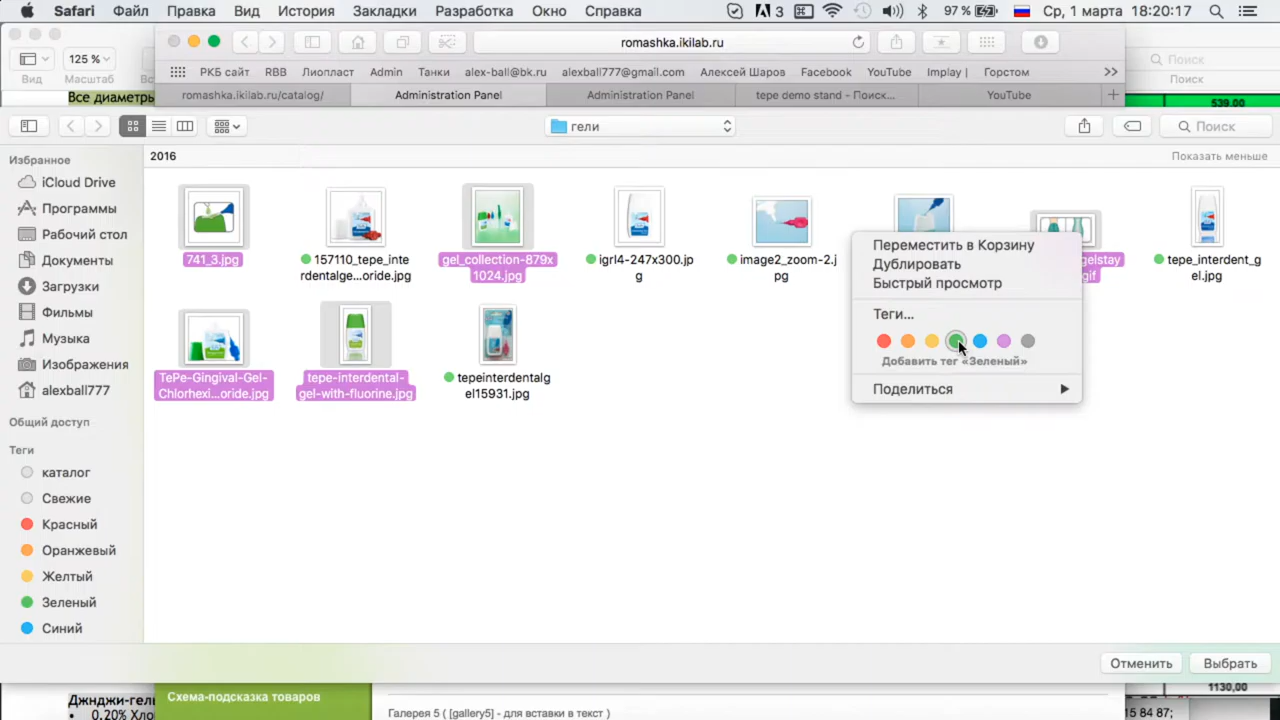 Safari Файл Правка Вид История Закладки Разработка Окно Справка 3 97 % Ср, 1 марта 18:20:17
125 %
romashka.ikilab.ru
Поиск
Вид Масштаб
Поиск
РКБ сайт RBB Лиопласт Admin Танки alex-ball@bk.ru alexball777@gmail.com Алексей Шаров Facebook YouTube Implay | Горстом
Все диаметры
romashka.ikilab.ru/catalog/ Administration Panel Administration Panel tepe demo stand - Поиск... YouTube
539,00
гели
Поиск
Избранное
2016
Показать меньше
iCloud Drive
Программы
Рабочий стол
Документы
Загрузки
Фильмы
Музыка
Изображения
alexball777
Общий доступ
Теги
каталог
Свежие
Красный
Оранжевый
Желтый
Зеленый
Синий
741_3.jpg
157110_tepe_inte
rdentalge...oride.jpg
gel_collection-879x
1024.jpg
igrl4-247x300.jp
g
image2_zoom-2.j
pg
gelstay
gif
tepe_interdent_g
el.jpg
TePe-Gingival-Gel-
Chlorhexi...oride.jpg
tepe-interdental-
gel-with-fluorine.jpg
tepeinterdentalg
el15931.jpg
Переместить в Корзину
Дублировать
Быстрый просмотр
Теги...
Добавить тег «Зеленый»
Поделиться
Отменить Выбрать
1130,00
Джнджи-гель
• 0,20% Хло
Схема-подсказка товаров
Галерея 5 ( [gallery5] - для вставки в текст )
15 84 87;